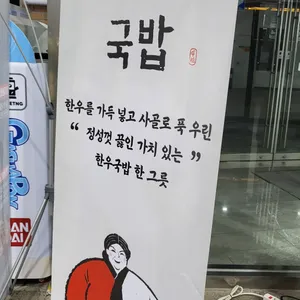 국밥
한우를 가득 넣고 사골로 푹 우린
“ 정성껏 끓인 가치 있는 ”
한우국밥 한 그릇